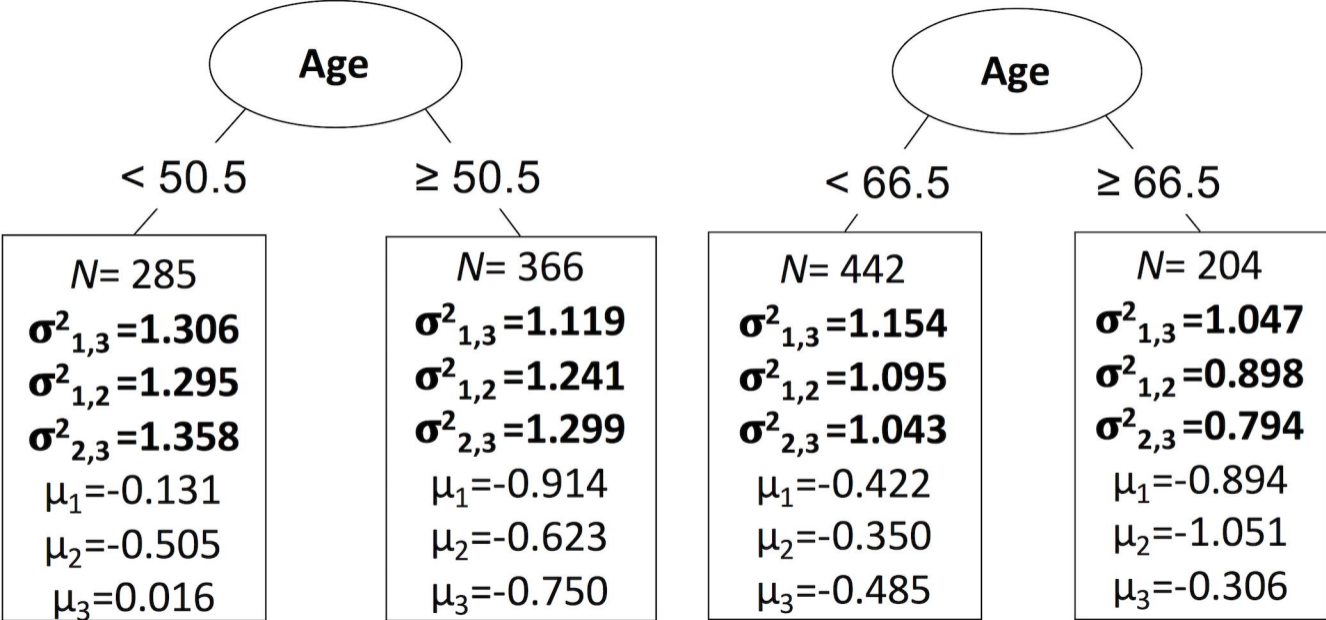 Age
< 50.5
≥ 50.5
N= 285
σ²₁,₃=1.306
σ²₁,₂=1.295
σ²₂,₃=1.358
μ₁=-0.131
μ₂=-0.505
μ₃=0.016
N= 366
σ²₁,₃=1.119
σ²₁,₂=1.241
σ²₂,₃=1.299
μ₁=-0.914
μ₂=-0.623
μ₃=-0.750
Age
< 66.5
≥ 66.5
N= 442
σ²₁,₃=1.154
σ²₁,₂=1.095
σ²₂,₃=1.043
μ₁=-0.422
μ₂=-0.350
μ₃=-0.485
N= 204
σ²₁,₃=1.047
σ²₁,₂=0.898
σ²₂,₃=0.794
μ₁=-0.894
μ₂=-1.051
μ₃=-0.306